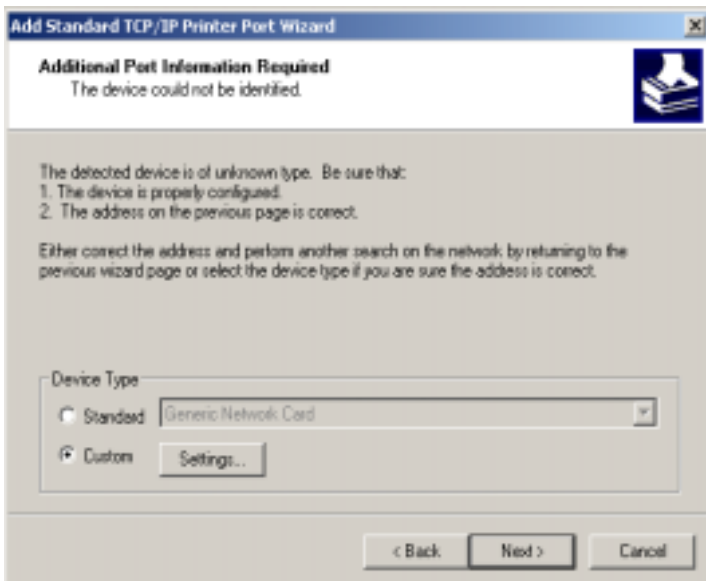 Add Standard TCP/IP Printer Port Wizard
Additional Port Information Required
The device could not be identified.
The detected device is of unknown type. Be sure that:
1. The device is properly configured.
2. The address on the previous page is correct.
Either correct the address and perform another search on the network by returning to the
previous wizard page or select the device type if you are sure the address is correct.
Device Type
Standard
Generic Network Card
Custom
Settings...
< Back
Next >
Cancel